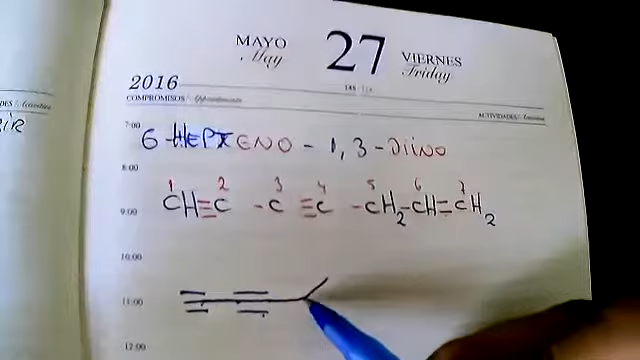 MAYO
May
27
VIERNES
Friday
2016
COMPROMISOS / Appointments
ACTIVIDADES /
7:00
6-HEPTENO-1,3-DIINO
8:00
1 2 3 4 5 6 7
9:00
CH≡C-C≡C-CH2-CH=CH2
10:00
11:00
12:00